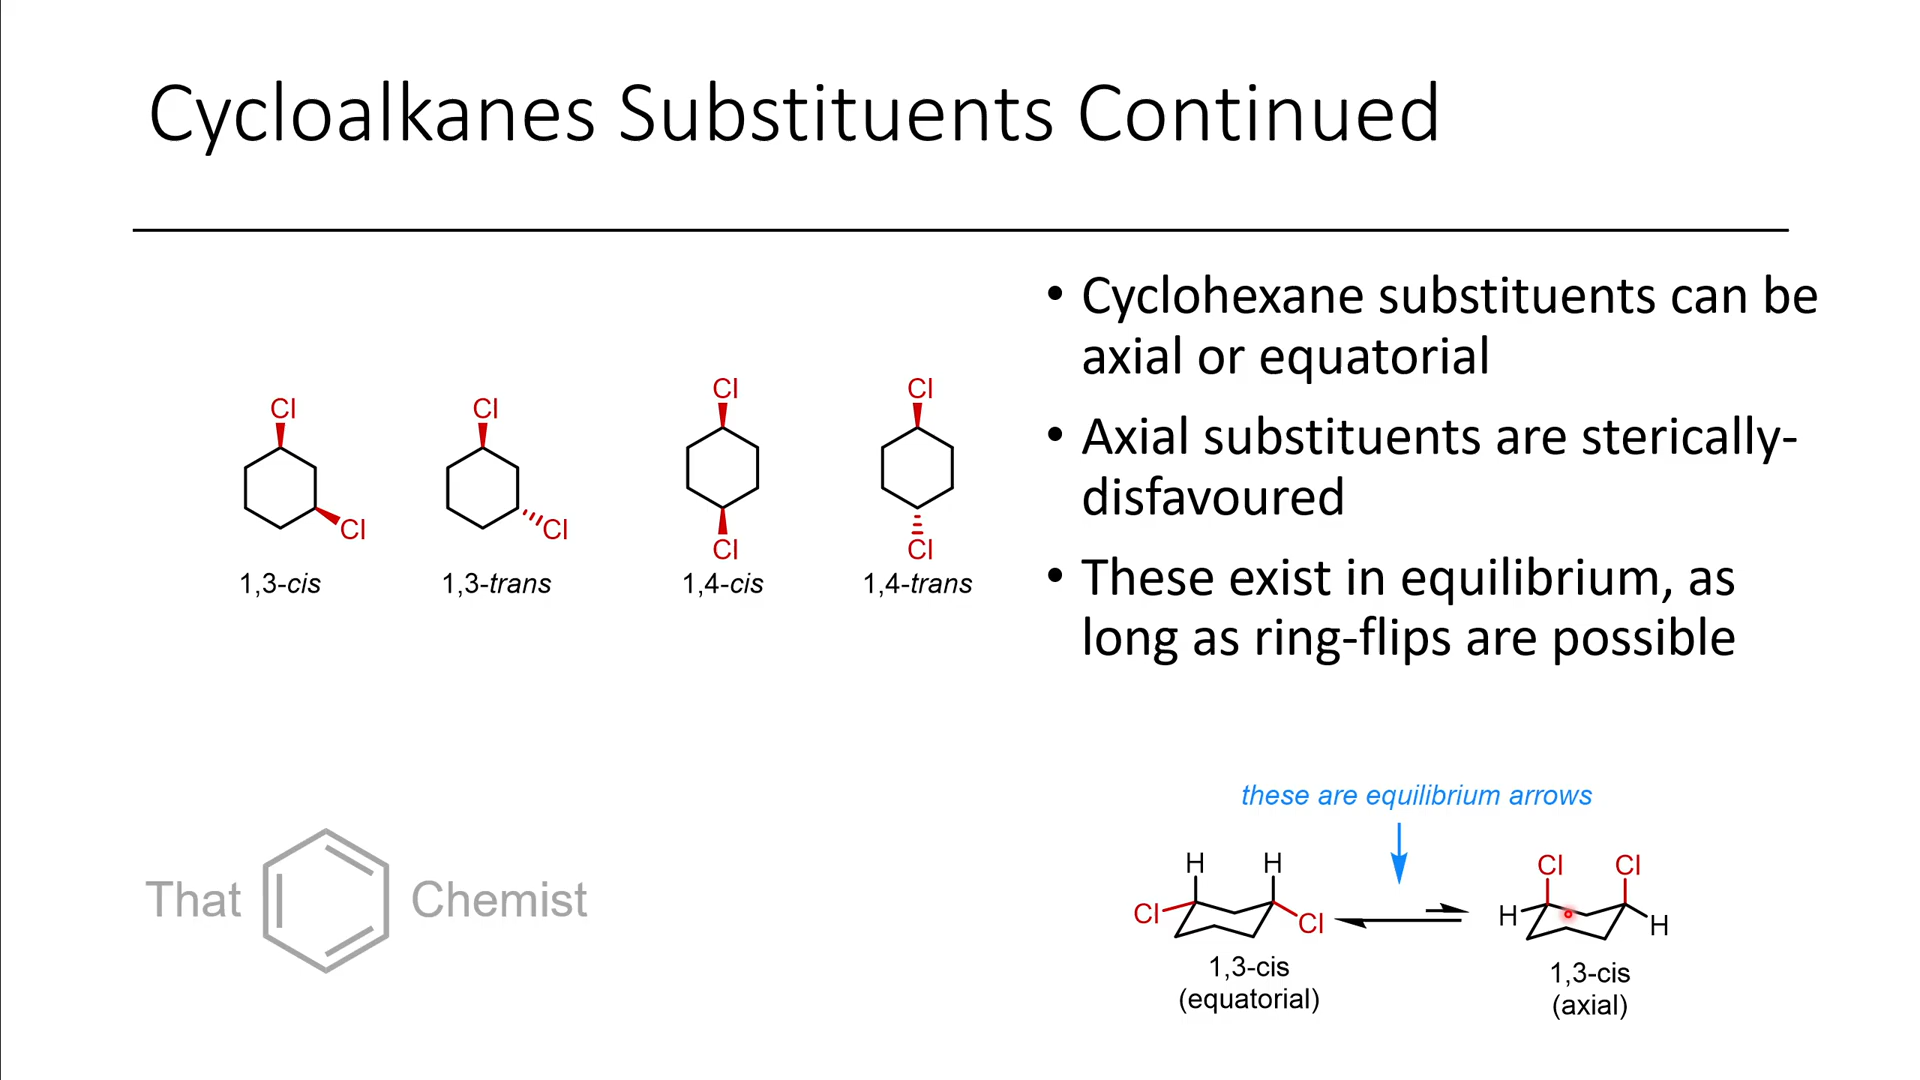 Cycloalkanes Substituents Continued
• Cyclohexane substituents can be
axial or equatorial
• Axial substituents are sterically-
disfavoured
• These exist in equilibrium, as
long as ring-flips are possible
Cl
Cl
1,3-cis
Cl
Cl
1,3-trans
Cl
Cl
1,4-cis
Cl
Cl
1,4-trans
these are equilibrium arrows
H H
Cl Cl
1,3-cis
(equatorial)
Cl Cl
H H
1,3-cis
(axial)
That Chemist